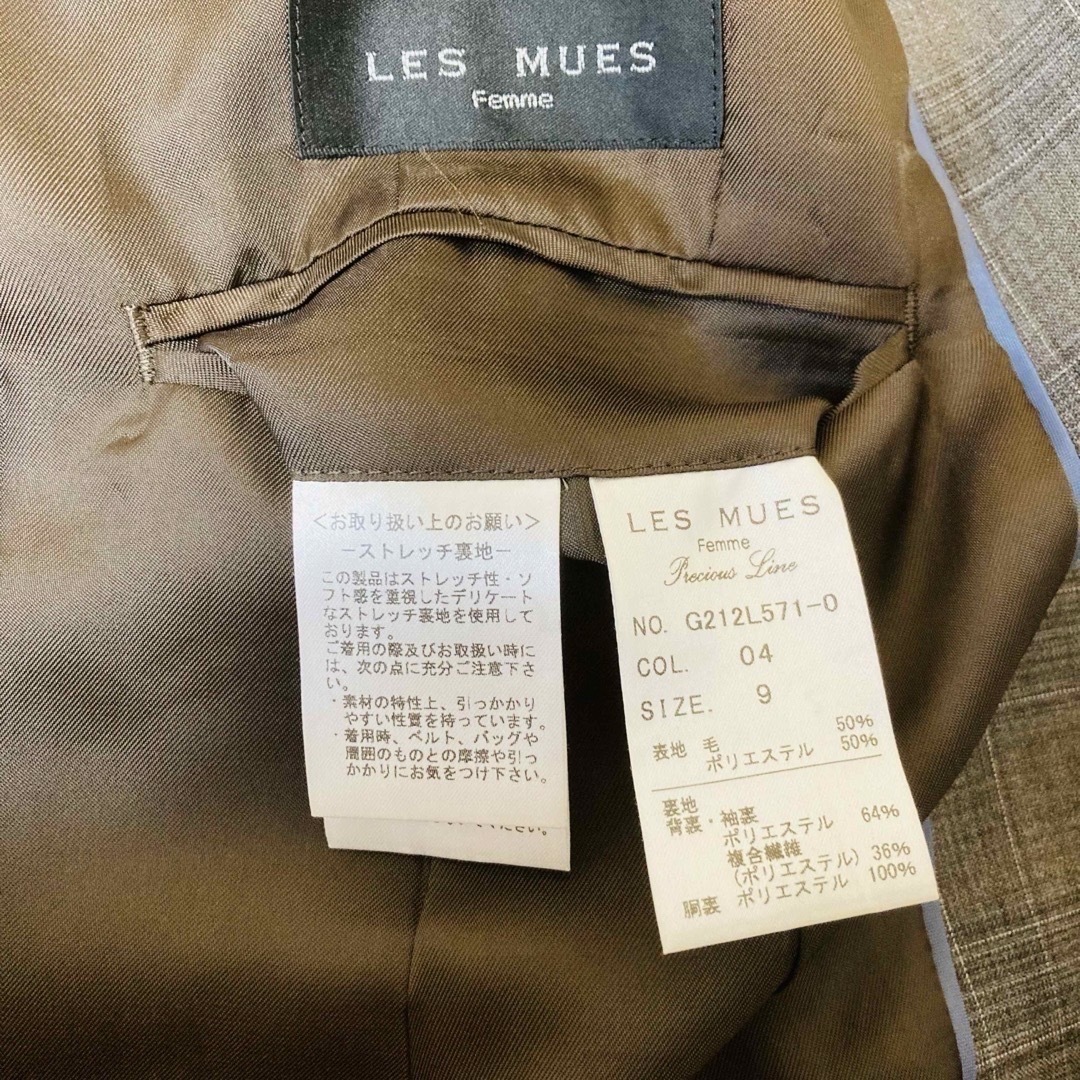 LES MUES
Femme
<お取り扱い上のお願い>
−ストレッチ裏地−
この製品はストレッチ性・ソ
フト感を重視したデリケート
なストレッチ裏地を使用して
おります。
ご着用の際及びお取扱い時に
は、次の点に充分ご注意下さ
い。
・素材の特性上、引っかかり
やすい性質を持っています。
・着用時、ベルト、バッグや
周囲のものとの摩擦や引っ
かかりにお気をつけ下さい。
ください。
LES MUES
Femme
Precious Line
NO. G212L571-0
COL. 04
SIZE. 9
表地 毛 50%
ポリエステル 50%
裏地
背裏・袖裏
ポリエステル 64%
複合繊維
(ポリエステル) 36%
胴裏 ポリエステル 100%